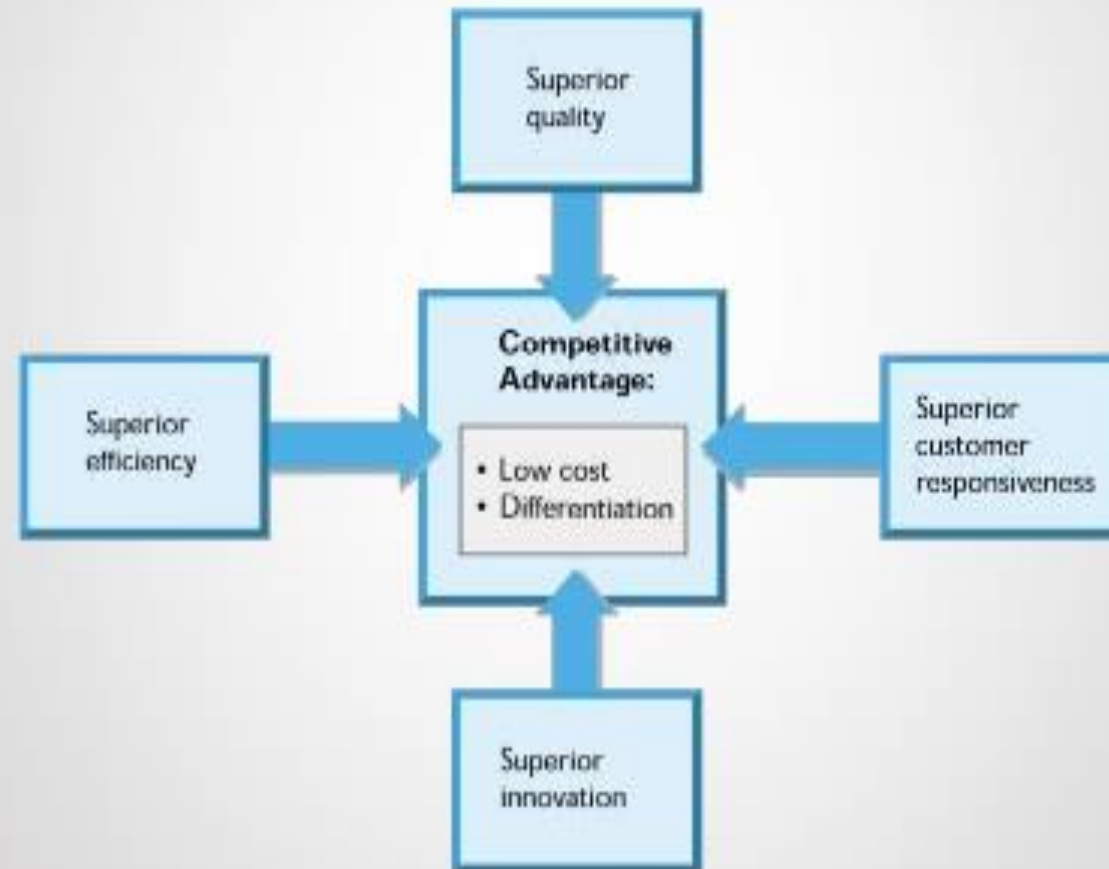 Superior
quality
Competitive
Advantage:
• Low cost
• Differentiation
Superior
efficiency
Superior
customer
responsiveness
Superior
innovation